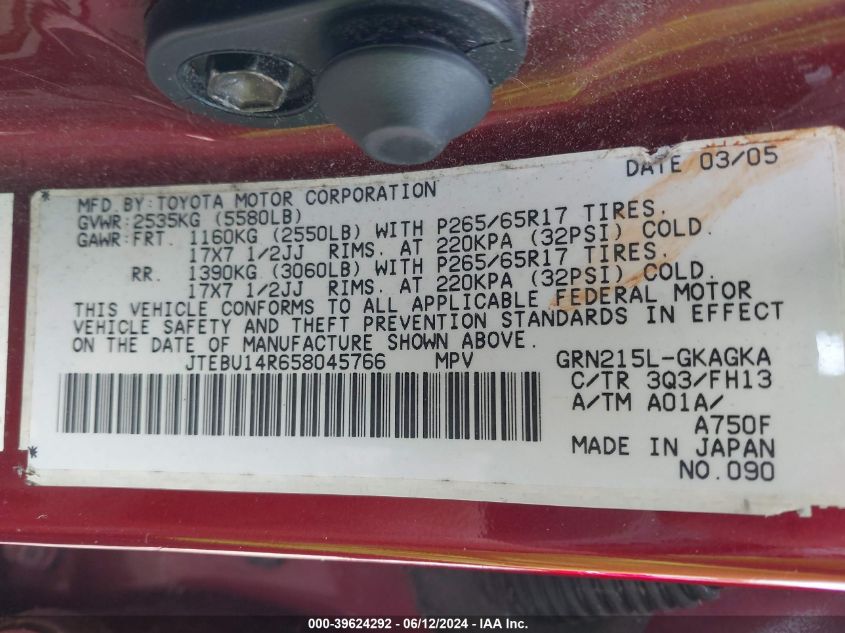 DATE 03/05
MFD.BY:TOYOTA MOTOR CORPORATION
GVWR:2535KG (5580LB)
GAWR:FRT. 1160KG (2550LB) WITH P265/65R17 TIRES.
17X7 1/2JJ RIMS. AT 220KPA (32PSI) COLD.
RR. 1390KG (3060LB) WITH P265/65R17 TIRES.
17X7 1/2JJ RIMS. AT 220KPA (32PSI) COLD.
THIS VEHICLE CONFORMS TO ALL APPLICABLE FEDERAL MOTOR
VEHICLE SAFETY AND THEFT PREVENTION STANDARDS IN EFFECT
ON THE DATE OF MANUFACTURE SHOWN ABOVE.
JTEBU14R658045766 MPV GRN215L-GKAGKA
C/TR 3Q3/FH13
A/TM A01A/
A750F
MADE IN JAPAN
NO.090
000-39624292 - 06/12/2024 - IAA Inc.